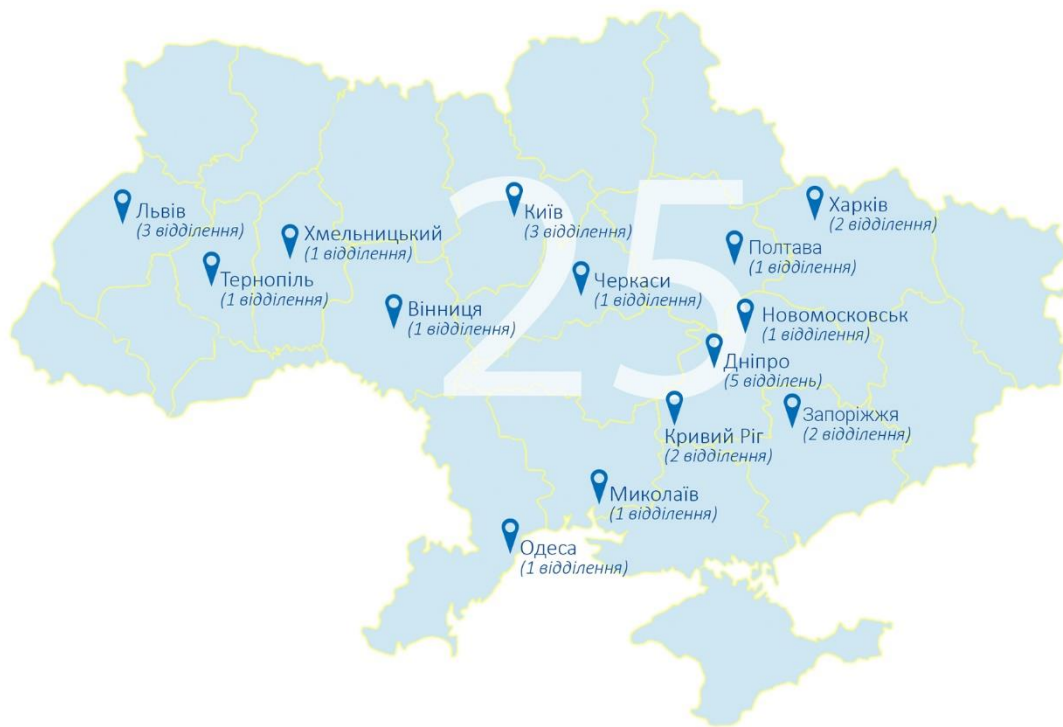 25
Львів
(3 відділення)
Київ
(3 відділення)
Харків
(2 відділення)
Хмельницький
(1 відділення)
Полтава
(1 відділення)
Тернопіль
(1 відділення)
Черкаси
(1 відділення)
Вінниця
(1 відділення)
Новомосковськ
(1 відділення)
Дніпро
(5 відділень)
Запоріжжя
(2 відділення)
Кривий Ріг
(2 відділення)
Миколаїв
(1 відділення)
Одеса
(1 відділення)